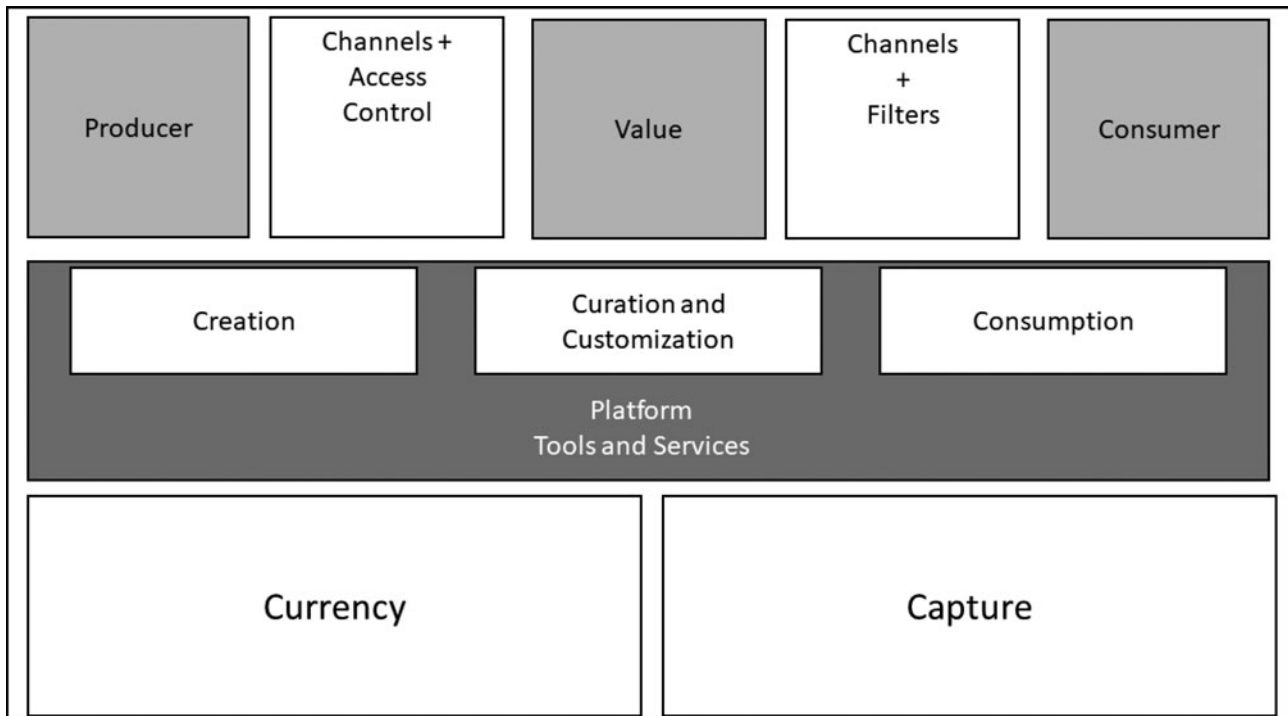 Producer
Channels +
Access
Control
Value
Channels
+
Filters
Consumer
Creation
Curation and
Customization
Consumption
Platform
Tools and Services
Currency
Capture